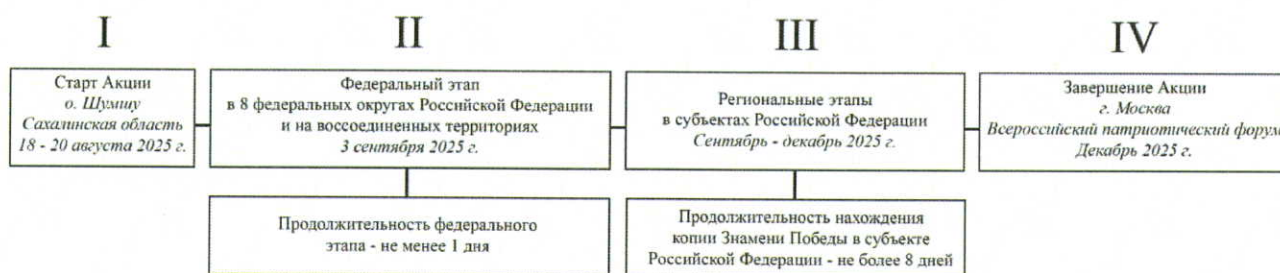 I
II
III
IV
Старт Акции
о. Шумшу
Сахалинская область
18 - 20 августа 2025 г.
Федеральный этап
в 8 федеральных округах Российской Федерации
и на воссоединенных территориях
3 сентября 2025 г.
Региональные этапы
в субъектах Российской Федерации
Сентябрь - декабрь 2025 г.
Завершение Акции
г. Москва
Всероссийский патриотический форум
Декабрь 2025 г.
Продолжительность федерального
этапа - не менее 1 дня
Продолжительность нахождения
копии Знамени Победы в субъекте
Российской Федерации - не более 8 дней